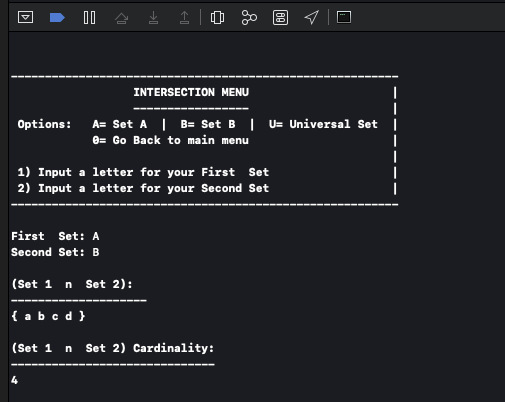 ------------------------------------------------------------
INTERSECTION MENU |
----------------- |
Options: A= Set A | B= Set B | U= Universal Set |
0= Go Back to main menu |
|
1) Input a letter for your First  Set |
2) Input a letter for your Second Set |
------------------------------------------------------------
First  Set: A
Second Set: B
(Set 1  n  Set 2):
--------------------
{ a b c d }
(Set 1  n  Set 2) Cardinality:
------------------------------
4